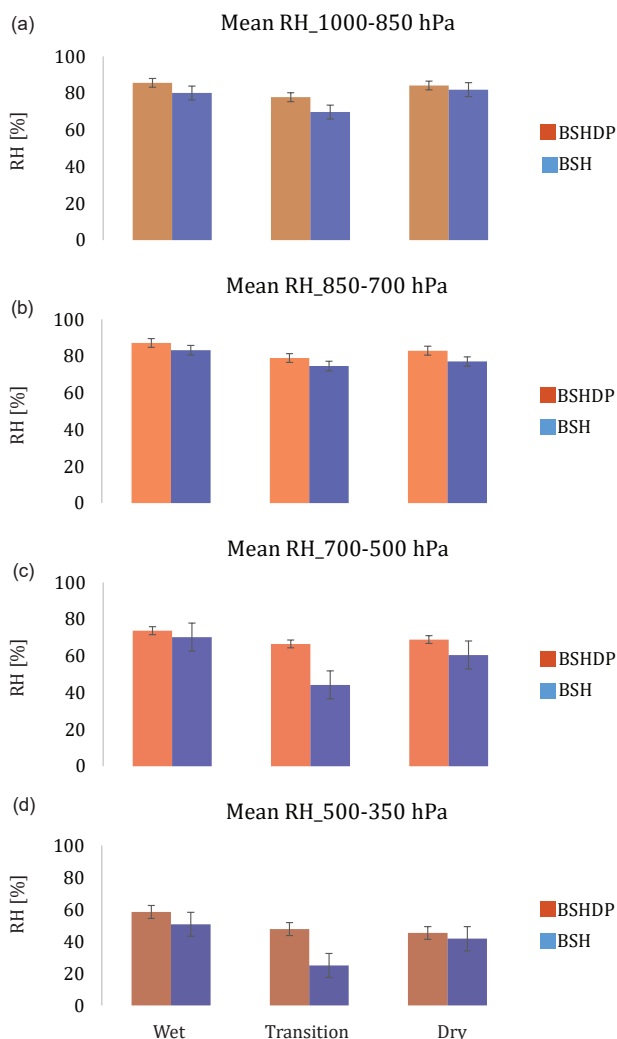 (a)
Mean RH_1000-850 hPa
100
80
60
40
20
0
RH [%]
BSHDP
BSH
(b)
Mean RH_850-700 hPa
100
80
60
40
20
0
RH [%]
BSHDP
BSH
(c)
Mean RH_700-500 hPa
100
80
60
40
20
0
RH [%]
BSHDP
BSH
(d)
Mean RH_500-350 hPa
100
80
60
40
20
0
RH [%]
BSHDP
BSH
Wet Transition Dry